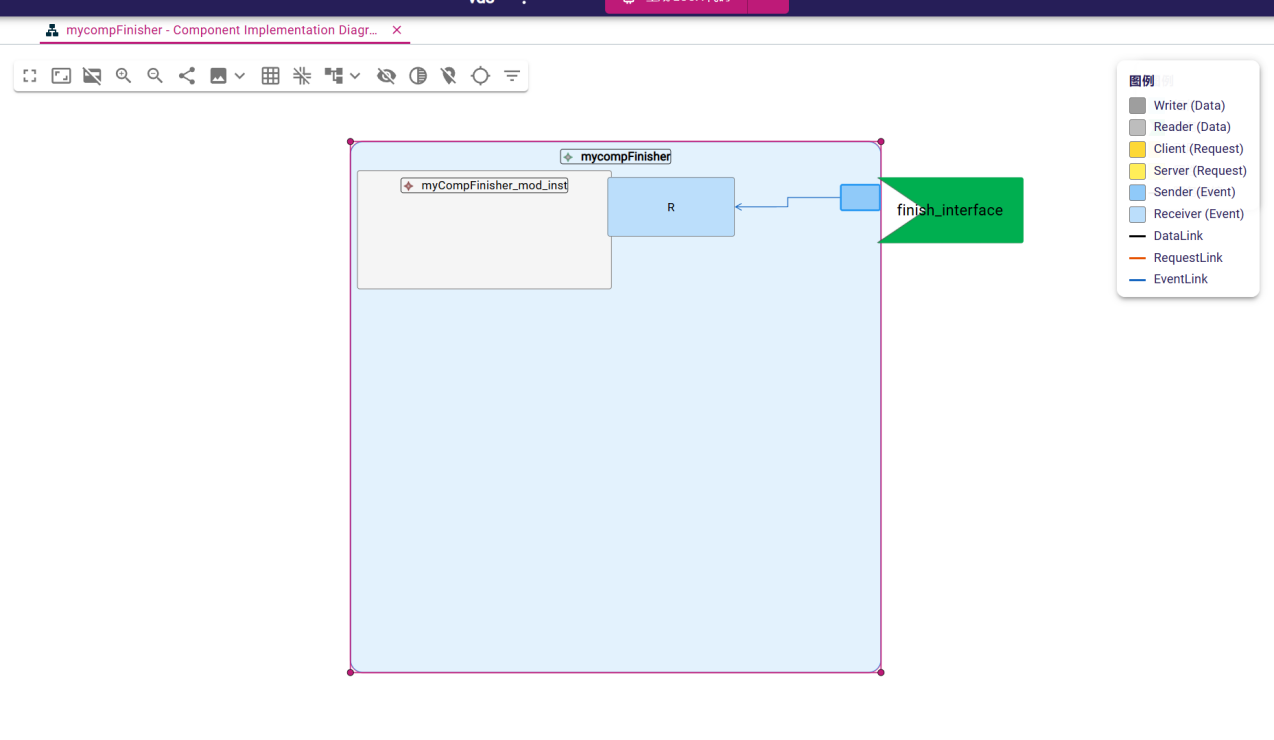 mycompFinisher - Component Implementation Diagr...
图例
Writer (Data)
Reader (Data)
Client (Request)
Server (Request)
Sender (Event)
Receiver (Event)
DataLink
RequestLink
EventLink
mycompFinisher
myCompFinisher_mod_inst
R
finish_interface